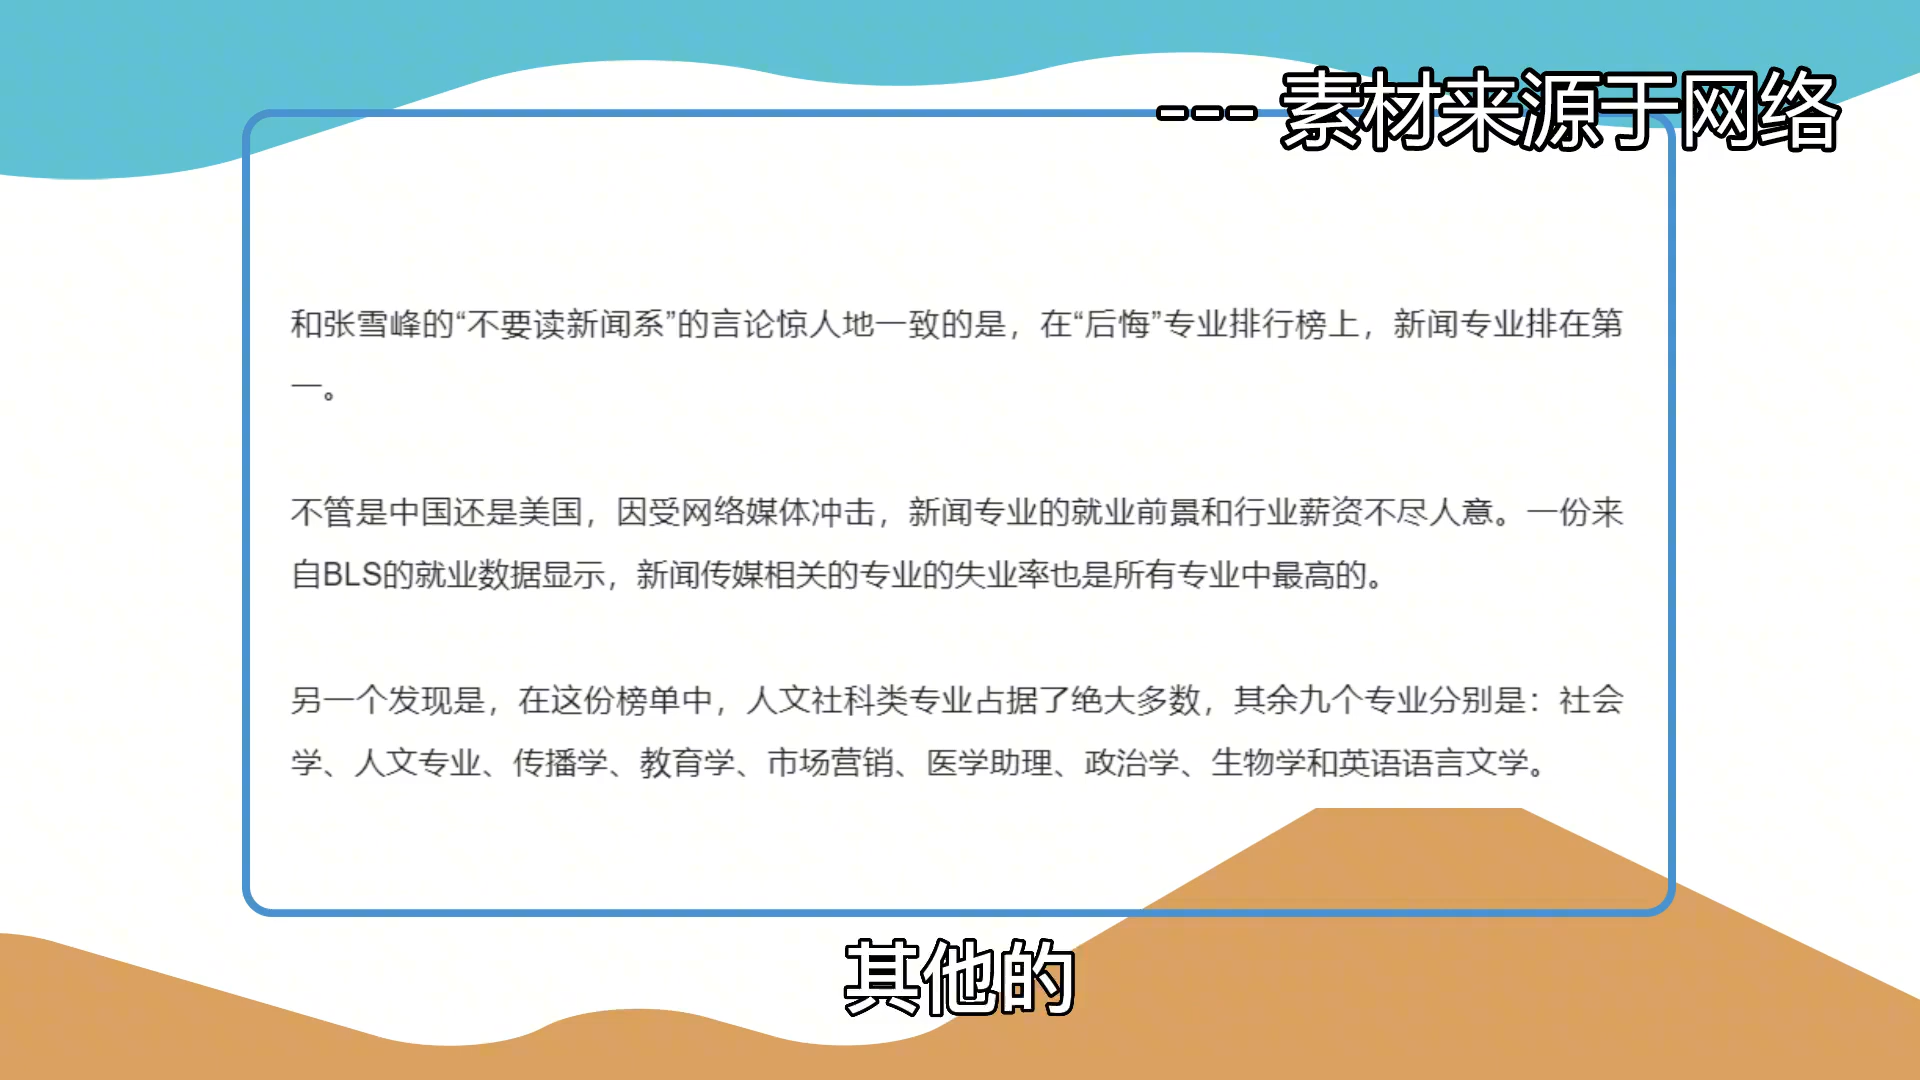 --- 素材来源于网络
和张雪峰的“不要读新闻系”的言论惊人地一致的是，在“后悔”专业排行榜上，新闻专业排在第
一。
不管是中国还是美国，因受网络媒体冲击，新闻专业的就业前景和行业薪资不尽人意。一份来
自BLS的就业数据显示，新闻传媒相关的专业的失业率也是所有专业中最高的。
另一个发现是，在这份榜单中，人文社科类专业占据了绝大多数，其余九个专业分别是：社会
学、人文专业、传播学、教育学、市场营销、医学助理、政治学、生物学和英语语言文学。
其他的